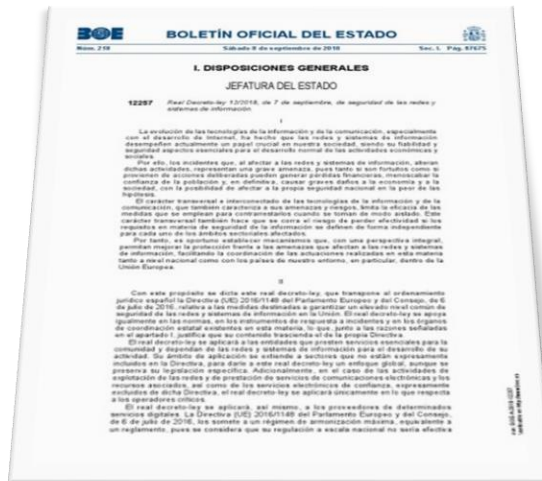 BOE
BOLETÍN OFICIAL DEL ESTADO
Núm. 218
Sábado 8 de septiembre de 2018
Sec. I. Pág. 87675
I. DISPOSICIONES GENERALES
JEFATURA DEL ESTADO
12257 Real Decreto-ley 12/2018, de 7 de septiembre, de seguridad de las redes y
sistemas de información.
I
La evolución de las tecnologías de la información y de la comunicación, especialmente
con el desarrollo de Internet, ha hecho que las redes y sistemas de información
desempeñen actualmente un papel crucial en nuestra sociedad, siendo su fiabilidad y
seguridad aspectos esenciales para el desarrollo normal de las actividades económicas y
sociales.
Por ello, los incidentes que, al afectar a las redes y sistemas de información, alteran
dichas actividades, representan una grave amenaza, pues tanto si son fortuitos como si
provienen de acciones deliberadas pueden generar pérdidas financieras, menoscabar la
confianza de la población y, en definitiva, causar graves daños a la economía y a la
sociedad, con la posibilidad de afectar a la propia seguridad nacional en la peor de las
hipótesis.
El carácter transversal e interconectado de las tecnologías de la información y de la
comunicación, que también caracteriza a sus amenazas y riesgos, limita la eficacia de las
medidas que se emplean para contrarrestarlos cuando se toman de modo aislado. Este
carácter transversal también hace que se corra el riesgo de perder efectividad si los
requisitos en materia de seguridad de la información se definen de forma independiente
para cada uno de los ámbitos sectoriales afectados.
Por tanto, es oportuno establecer mecanismos que, con una perspectiva integral,
permitan mejorar la protección frente a las amenazas que afectan a las redes y sistemas
de información, facilitando la coordinación de las actuaciones realizadas en esta materia
tanto a nivel nacional como con los países de nuestro entorno, en particular, dentro de la
Unión Europea.
II
Con este propósito se dicta este real decreto-ley, que transpone al ordenamiento
jurídico español la Directiva (UE) 2016/1148 del Parlamento Europeo y del Consejo, de 6
de julio de 2016, relativa a las medidas destinadas a garantizar un elevado nivel común de
seguridad de las redes y sistemas de información en la Unión. El real decreto-ley se apoya
igualmente en las normas, en los instrumentos de respuesta a incidentes y en los órganos
de coordinación estatal existentes en esta materia, lo que, junto a las razones señaladas
en el apartado I, justifica que su contenido trascienda el de la propia Directiva.
El real decreto-ley se aplicará a las entidades que presten servicios esenciales para la
comunidad y dependan de las redes y sistemas de información para el desarrollo de su
actividad. Su ámbito de aplicación se extiende a sectores que no están expresamente
incluidos en la Directiva, para darle a este real decreto-ley un enfoque global, aunque se
preserva su legislación específica. Adicionalmente, en el caso de las actividades de
explotación de las redes y de prestación de servicios de comunicaciones electrónicas y los
recursos asociados, así como de los servicios electrónicos de confianza, expresamente
excluidos de dicha Directiva, el real decreto-ley se aplicará únicamente en lo que respecta
a los operadores críticos.
El real decreto-ley se aplicará, así mismo, a los proveedores de determinados
servicios digitales. La Directiva (UE) 2016/1148 del Parlamento Europeo y del Consejo,
de 6 de julio de 2016, los somete a un régimen de armonización máxima, equivalente a
un reglamento, pues se considera que su regulación a escala nacional no sería efectiva